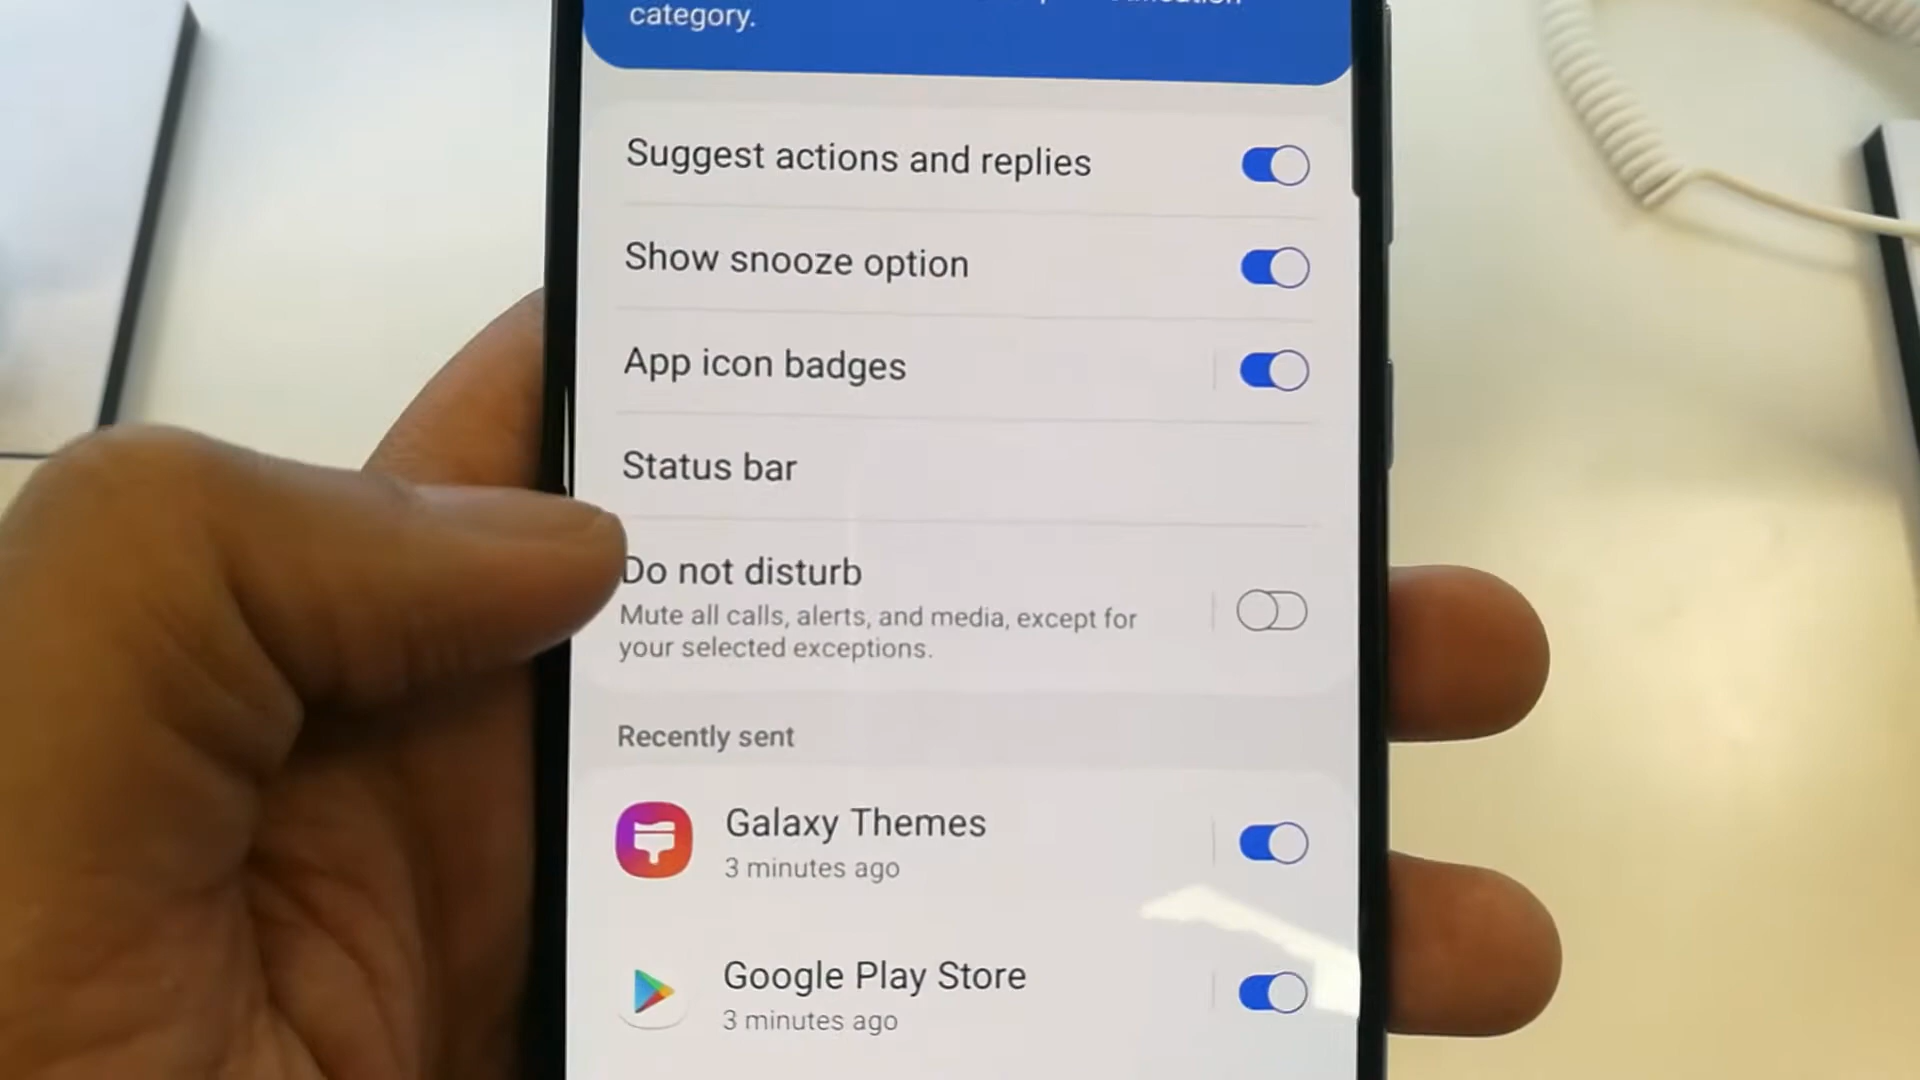 category.
Suggest actions and replies
Show snooze option
App icon badges
Status bar
Do not disturb
Mute all calls, alerts, and media, except for
your selected exceptions.
Recently sent
Galaxy Themes
3 minutes ago
Google Play Store
3 minutes ago